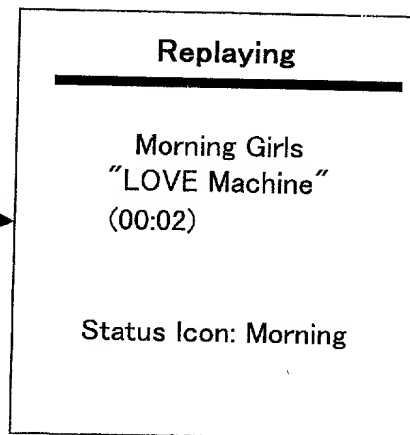 Replaying
Morning Girls
"LOVE Machine"
(00:02)
Status Icon: Morning